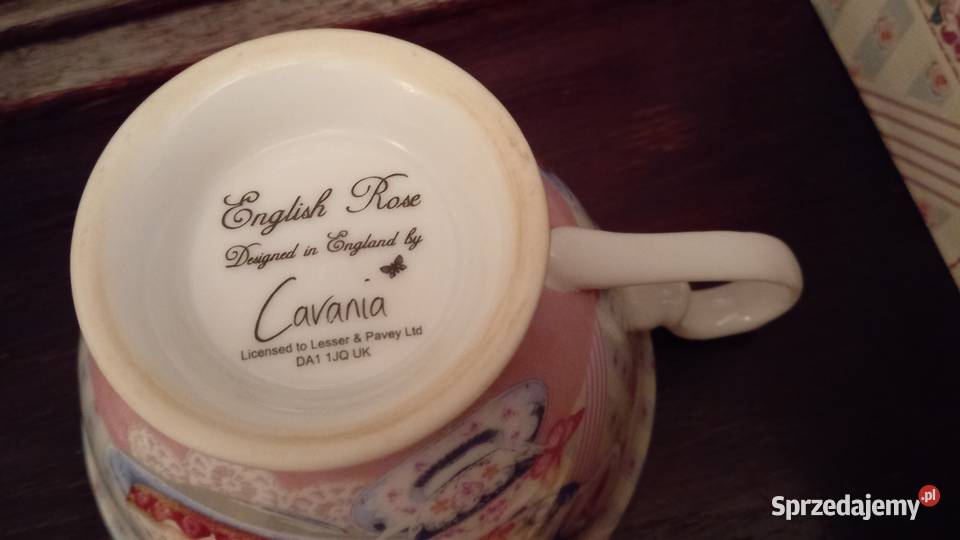 English Rose
Designed in England by
Cavania
Licensed to Lesser & Pavey Ltd
DA1 1JQ UK
Sprzedajemy.pl